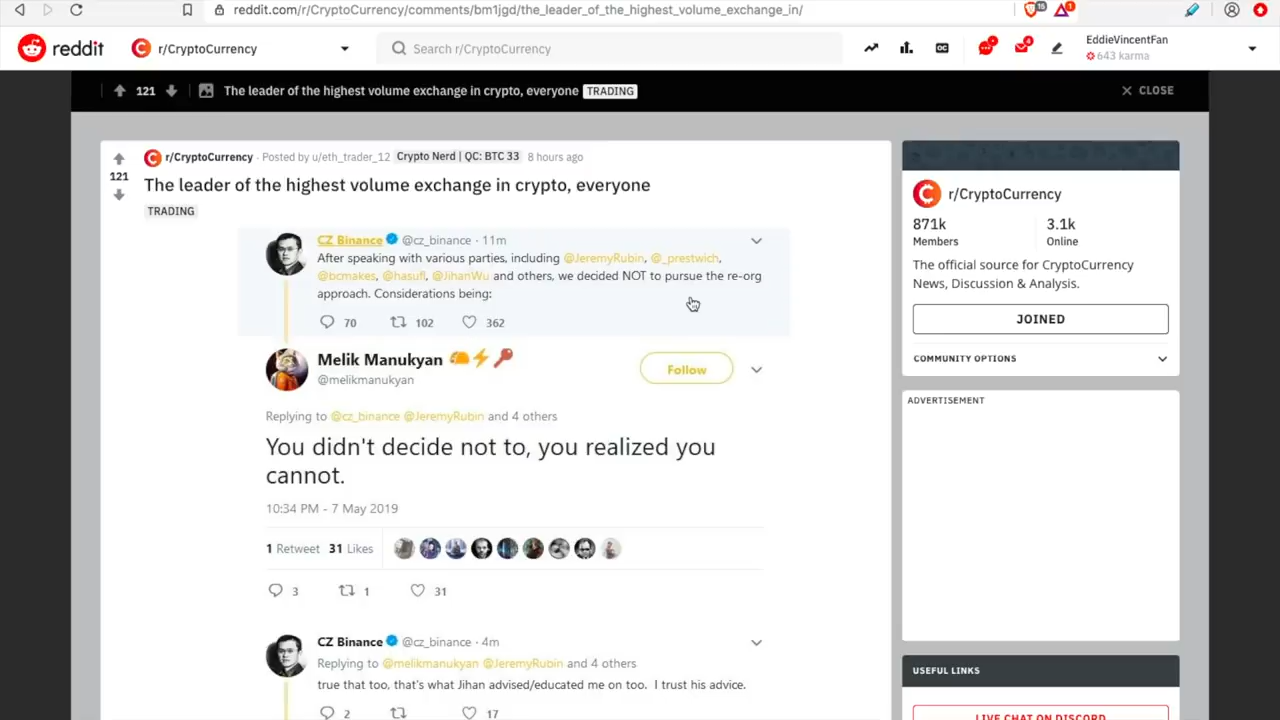 reddit.com/r/CryptoCurrency/comments/bm1jgd/the_leader_of_the_highest_volume_exchange_in/
15
1
reddit
r/CryptoCurrency
Search r/CryptoCurrency
OC
4
EddieVincentFan
643 karma
121
The leader of the highest volume exchange in crypto, everyone TRADING
CLOSE
r/CryptoCurrency · Posted by u/eth_trader_12 Crypto Nerd | QC: BTC 33 8 hours ago
121
The leader of the highest volume exchange in crypto, everyone
TRADING
CZ Binance @cz_binance · 11m
After speaking with various parties, including @JeremyRubin, @_prestwich,
@bcmakes, @hasufl, @JihanWu and others, we decided NOT to pursue the re-org
approach. Considerations being:
70 102 362
Melik Manukyan
@melikmanukyan
Follow
Replying to @cz_binance @JeremyRubin and 4 others
You didn't decide not to, you realized you
cannot.
10:34 PM - 7 May 2019
1 Retweet 31 Likes
3 1 31
CZ Binance @cz_binance · 4m
Replying to @melikmanukyan @JeremyRubin and 4 others
true that too, that's what Jihan advised/educated me on too. I trust his advice.
2 17
r/CryptoCurrency
871k 3.1k
Members Online
The official source for CryptoCurrency
News, Discussion & Analysis.
JOINED
COMMUNITY OPTIONS
ADVERTISEMENT
USEFUL LINKS
LIVE CHAT ON DISCORD